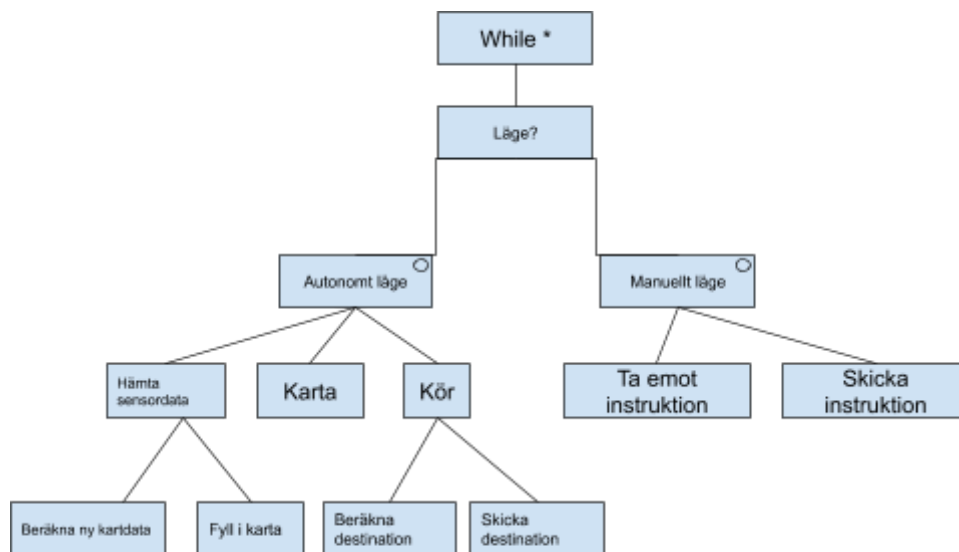 While *
Läge?
Autonomt läge
Manuellt läge
Hämta
sensordata
Karta
Kör
Ta emot
instruktion
Skicka
instruktion
Beräkna ny kartdata
Fyll i karta
Beräkna
destination
Skicka
destination